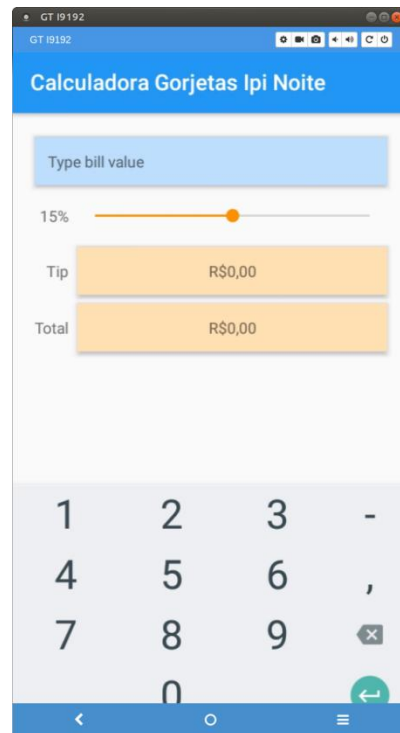 GT I9192
GT I9192
Calculadora Gorjetas Ipi Noite
Type bill value
15%
Tip R$0,00
Total R$0,00
1 2 3 -
4 5 6 ,
7 8 9
0